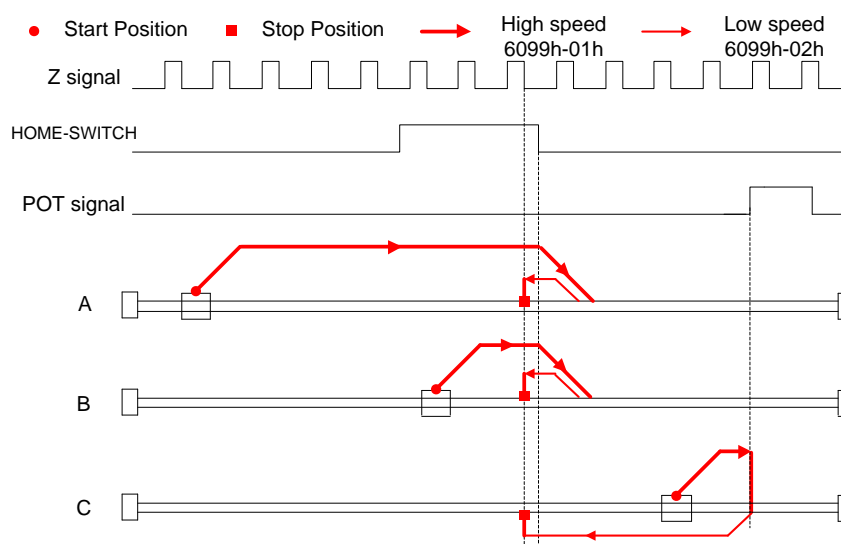 Start Position
Stop Position
High speed
6099h-01h
Low speed
6099h-02h
Z signal
HOME-SWITCH
POT signal
A
B
C